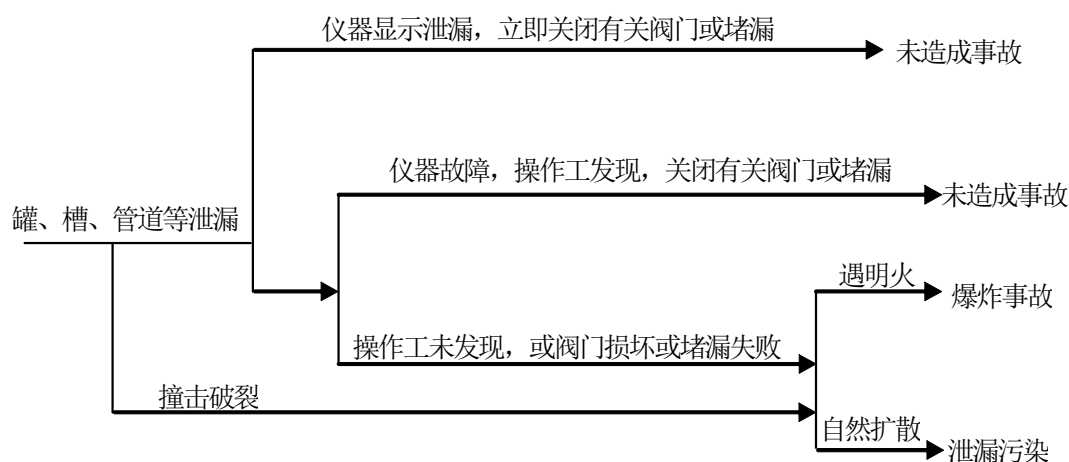 仪器显示泄漏，立即关闭有关阀门或堵漏
未造成事故
仪器故障，操作工发现，关闭有关阀门或堵漏
未造成事故
罐、槽、管道等泄漏
遇明火
爆炸事故
操作工未发现，或阀门损坏或堵漏失败
撞击破裂
自然扩散
泄漏污染